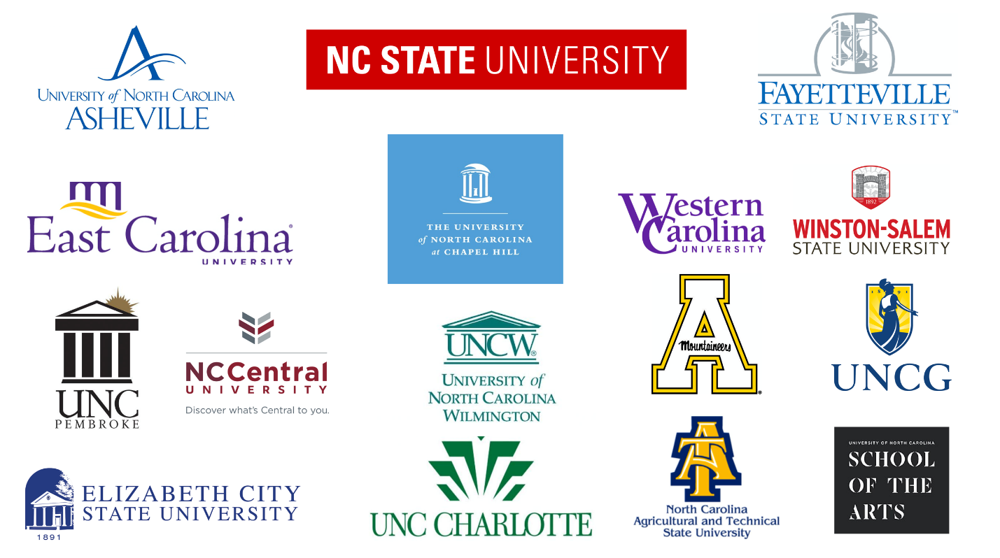 UNIVERSITY of NORTH CAROLINA
ASHEVILLE
NC STATE UNIVERSITY
FAYETTEVILLE
STATE UNIVERSITY™
East Carolina®
UNIVERSITY
THE UNIVERSITY
of NORTH CAROLINA
at CHAPEL HILL
Western
Carolina
UNIVERSITY
1892
WINSTON-SALEM
STATE UNIVERSITY
UNC
PEMBROKE
NCCentral
UNIVERSITY
Discover what's Central to you.
UNCW®
UNIVERSITY of
NORTH CAROLINA
WILMINGTON
A
Mountaineers
®
1891
UNCG
ELIZABETH CITY
STATE UNIVERSITY
1891
UNC CHARLOTTE
AT
North Carolina
Agricultural and Technical
State University
UNIVERSITY OF NORTH CAROLINA
SCHOOL
OF THE
ARTS